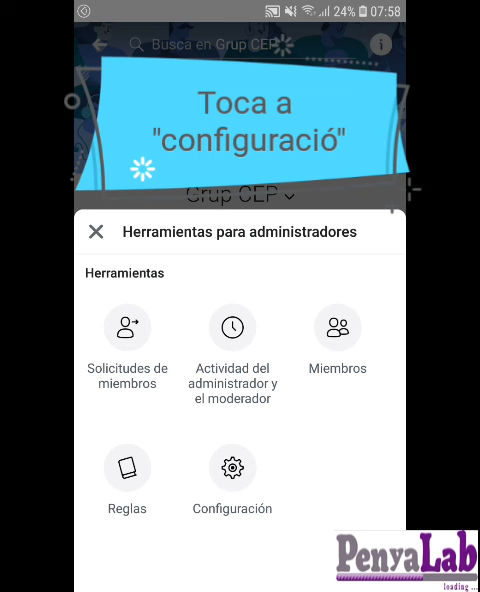 24% 07:58
Busca en Grup CEP
Toca a
"configuració"
Grup CEP
Herramientas para administradores
Herramientas
Solicitudes de
miembros
Actividad del
administrador y
el moderador
Miembros
Reglas
Configuración
PenyaLab
loading ...